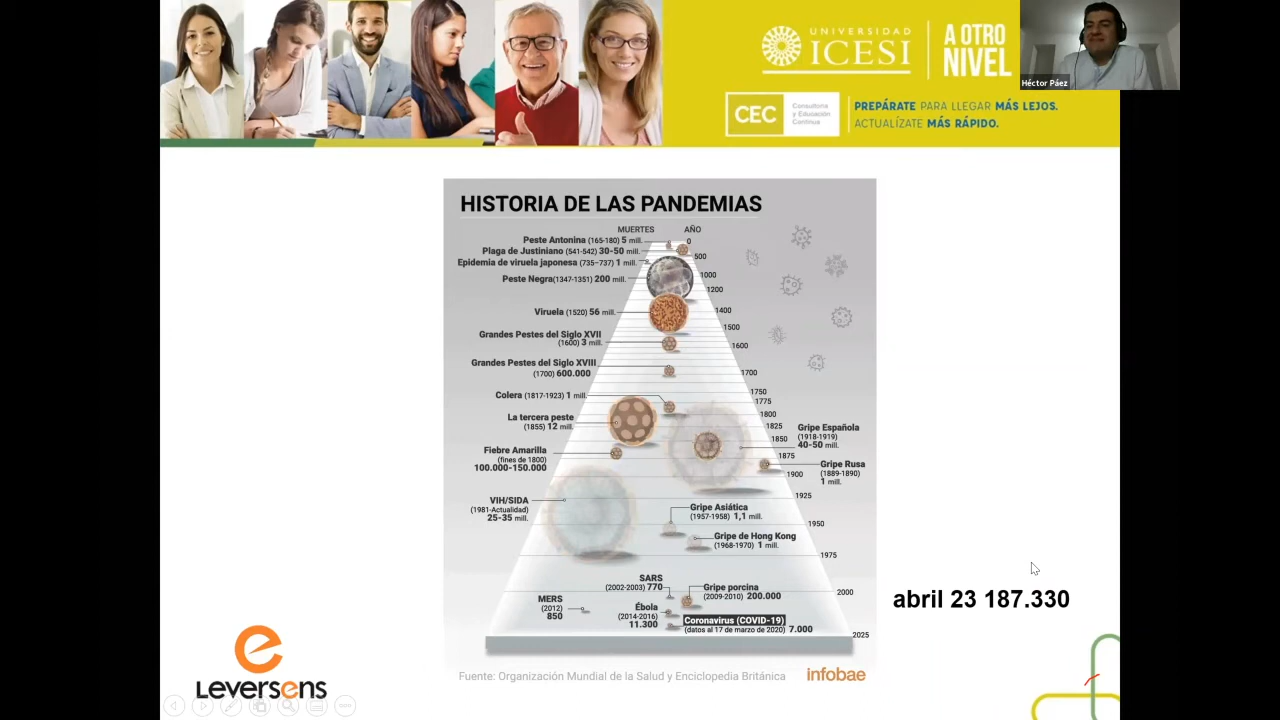 UNIVERSIDAD
ICESI
A OTRO
NIVEL
Héctor Páez
CEC
Consultoría
y Educación
Continua
PREPÁRATE PARA LLEGAR MÁS LEJOS.
ACTUALÍZATE MÁS RÁPIDO.
HISTORIA DE LAS PANDEMIAS
MUERTES
AÑO
Peste Antonina (165-180) 5 mill.
0
Plaga de Justiniano (541-542) 30-50 mill.
500
Epidemia de viruela japonesa (735–737) 1 mill.
Peste Negra(1347-1351) 200 mill.
1000
1200
Viruela (1520) 56 mill.
1400
1500
Grandes Pestes del Siglo XVII
(1600) 3 mill.
1600
Grandes Pestes del Siglo XVIII
(1700) 600.000
1700
1750
Colera (1817-1923) 1 mill.
1775
1800
La tercera peste
(1855) 12 mill.
1825
1850
Gripe Española
(1918-1919)
40-50 mill.
Fiebre Amarilla
(fines de 1800)
100.000-150.000
1875
Gripe Rusa
(1889-1890)
1 mill.
1900
1925
VIH/SIDA
(1981-Actualidad)
25-35 mill.
Gripe Asiática
(1957-1958) 1,1 mill.
1950
Gripe de Hong Kong
(1968-1970) 1 mill.
1975
SARS
(2002-2003) 770
Gripe porcina
(2009-2010) 200.000
2000
MERS
(2012)
850
Ébola
(2014-2016)
11.300
Coronavirus (COVID-19)
(datos al 17 de marzo de 2020) 7.000
2025
abril 23 187.330
Fuente: Organización Mundial de la Salud y Enciclopedia Británica
infobae
Leversens